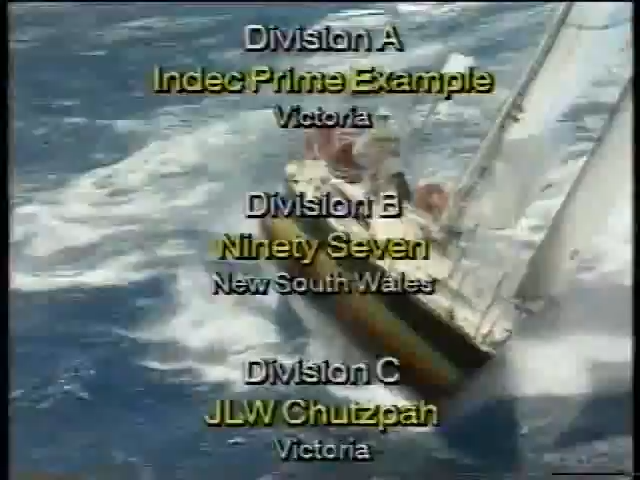 Division A
Indec Prime Example
Victoria
Division B
Ninety Seven
New South Wales
Division C
JLW Chutzpah
Victoria